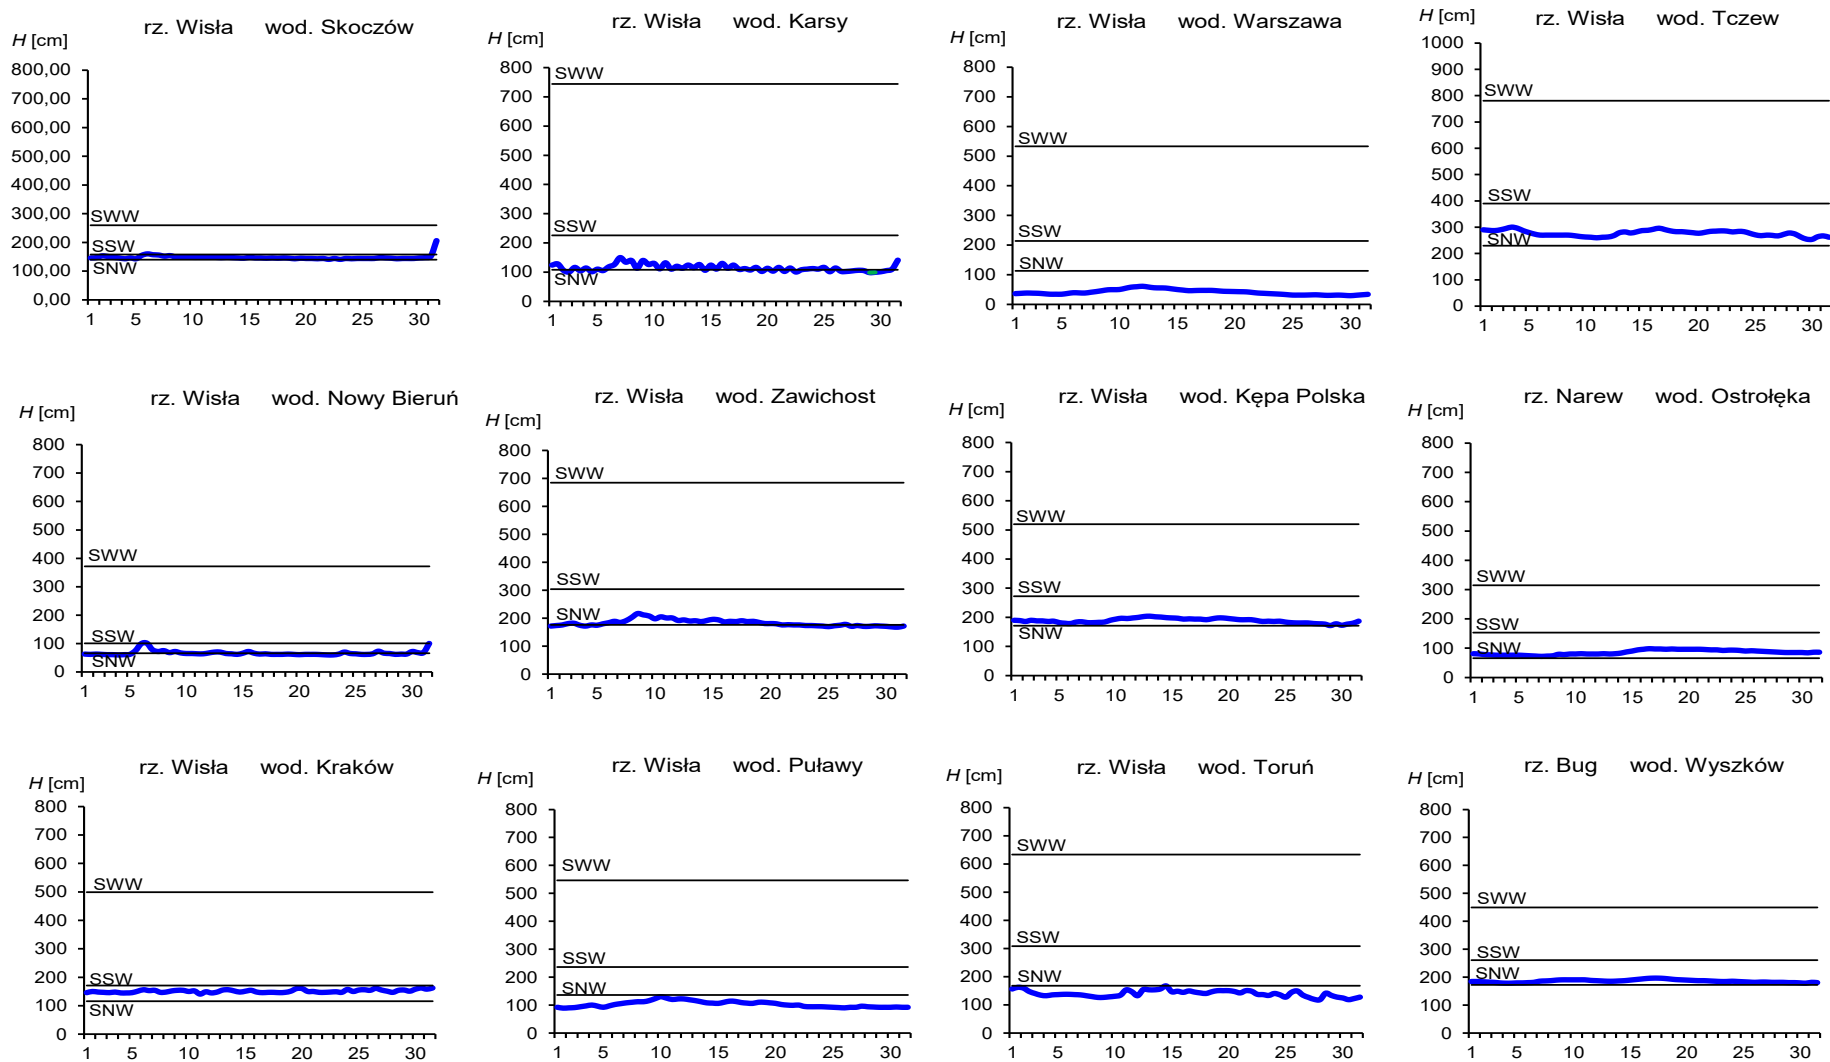 rz. Wisła wod. Skoczów
H [cm]
800,00
700,00
600,00
500,00
400,00
300,00
200,00
100,00
0,00
SWW
SSW
SNW
1 5 10 15 20 25 30
rz. Wisła wod. Karsy
H [cm]
800
700
600
500
400
300
200
100
0
SWW
SSW
SNW
1 5 10 15 20 25 30
rz. Wisła wod. Warszawa
H [cm]
800
700
600
500
400
300
200
100
0
SWW
SSW
SNW
1 5 10 15 20 25 30
rz. Wisła wod. Tczew
H [cm]
1000
900
800
700
600
500
400
300
200
100
0
SWW
SSW
SNW
1 5 10 15 20 25 30
rz. Wisła wod. Nowy Bieruń
H [cm]
800
700
600
500
400
300
200
100
0
SWW
SSW
SNW
1 5 10 15 20 25 30
rz. Wisła wod. Zawichost
H [cm]
800
700
600
500
400
300
200
100
0
SWW
SSW
SNW
1 5 10 15 20 25 30
rz. Wisła wod. Kępa Polska
H [cm]
800
700
600
500
400
300
200
100
0
SWW
SSW
SNW
1 5 10 15 20 25 30
rz. Narew wod. Ostrołęka
H [cm]
800
700
600
500
400
300
200
100
0
SWW
SSW
SNW
1 5 10 15 20 25 30
rz. Wisła wod. Kraków
H [cm]
800
700
600
500
400
300
200
100
0
SWW
SSW
SNW
1 5 10 15 20 25 30
rz. Wisła wod. Puławy
H [cm]
800
700
600
500
400
300
200
100
0
SWW
SSW
SNW
1 5 10 15 20 25 30
rz. Wisła wod. Toruń
H [cm]
800
700
600
500
400
300
200
100
0
SWW
SSW
SNW
1 5 10 15 20 25 30
rz. Bug wod. Wyszków
H [cm]
800
700
600
500
400
300
200
100
0
SWW
SSW
SNW
1 5 10 15 20 25 30